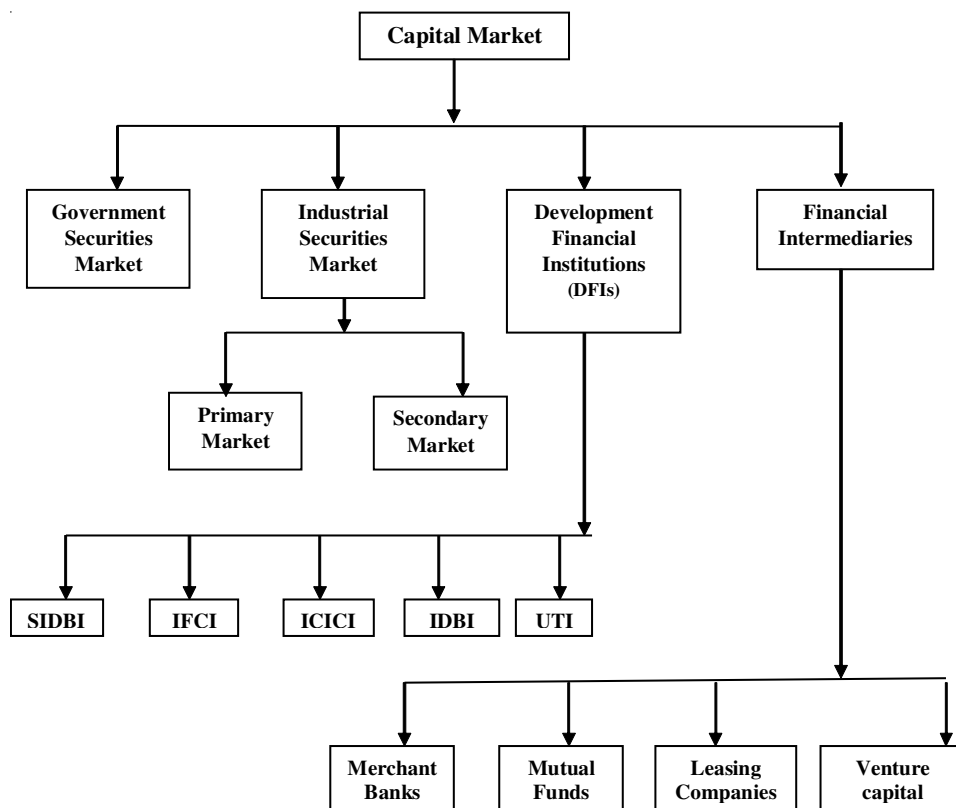 Capital Market
Government
Securities
Market
Industrial
Securities
Market
Development
Financial
Institutions
(DFIs)
Financial
Intermediaries
Primary
Market
Secondary
Market
SIDBI
IFCI
ICICI
IDBI
UTI
Merchant
Banks
Mutual
Funds
Leasing
Companies
Venture
capital